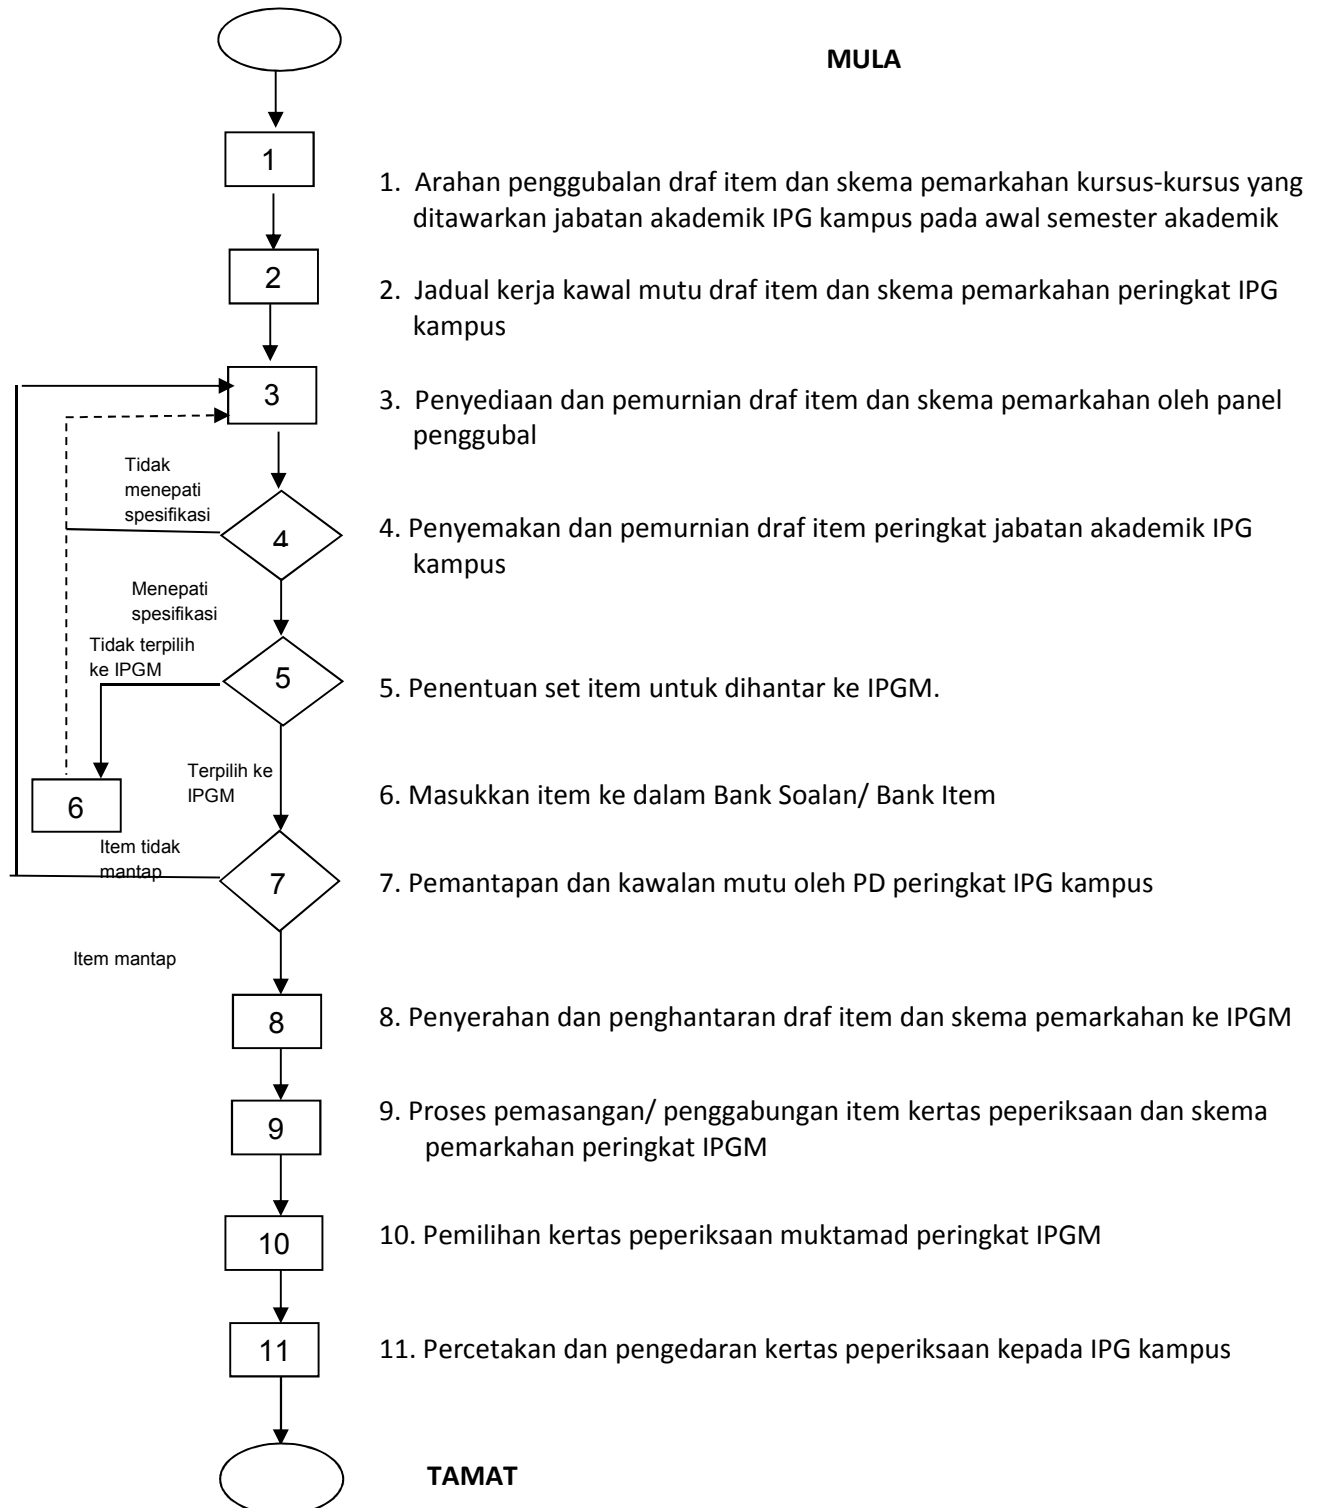 MULA
1
1. Arahan penggubalan draf item dan skema pemarkahan kursus-kursus yang
ditawarkan jabatan akademik IPG kampus pada awal semester akademik
2
2. Jadual kerja kawal mutu draf item dan skema pemarkahan peringkat IPG
kampus
3
3. Penyediaan dan pemurnian draf item dan skema pemarkahan oleh panel
penggubal
Tidak
menepati
spesifikasi
4
4. Penyemakan dan pemurnian draf item peringkat jabatan akademik IPG
kampus
Menepati
spesifikasi
Tidak terpilih
ke IPGM
5
5. Penentuan set item untuk dihantar ke IPGM.
Terpilih ke
IPGM
6
6. Masukkan item ke dalam Bank Soalan/ Bank Item
Item tidak
mantap
7
7. Pemantapan dan kawalan mutu oleh PD peringkat IPG kampus
Item mantap
8
8. Penyerahan dan penghantaran draf item dan skema pemarkahan ke IPGM
9
9. Proses pemasangan/ penggabungan item kertas peperiksaan dan skema
pemarkahan peringkat IPGM
10
10. Pemilihan kertas peperiksaan muktamad peringkat IPGM
11
11. Percetakan dan pengedaran kertas peperiksaan kepada IPG kampus
TAMAT